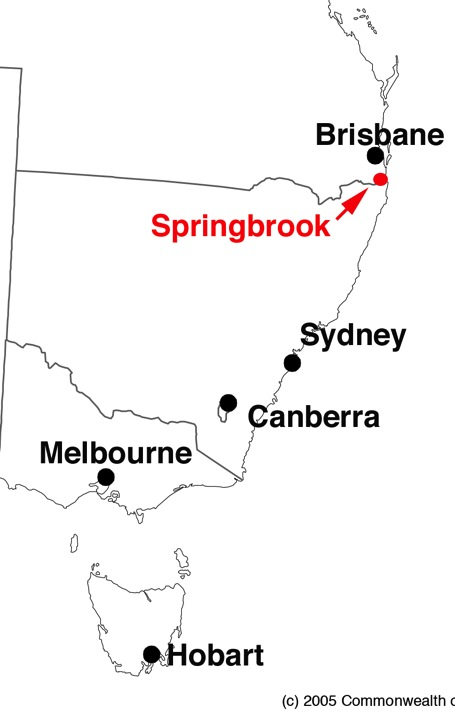 Brisbane
Springbrook
Sydney
Canberra
Melbourne
Hobart
(c) 2005 Commonwealth